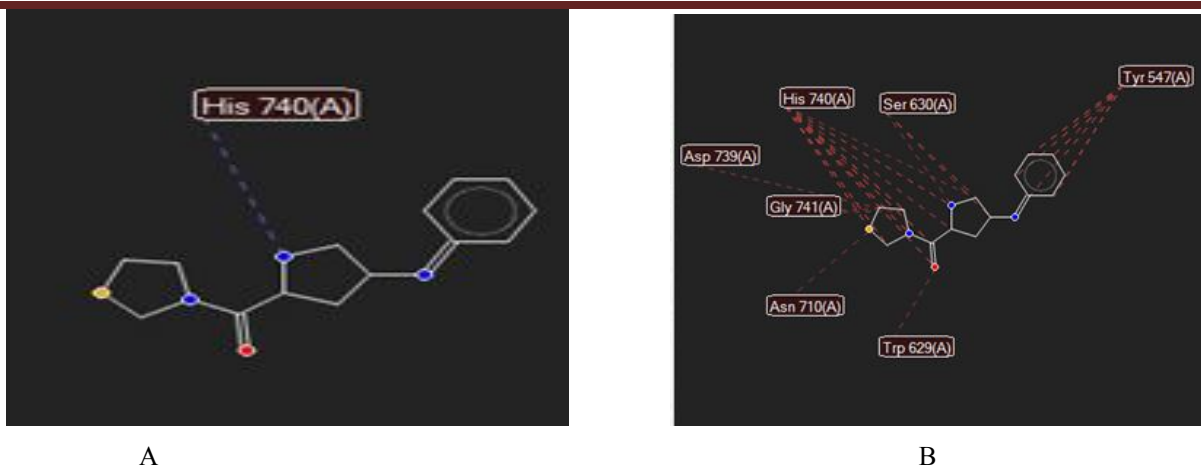 His 740(A)
A
Tyr 547(A)
His 740(A)
Ser 630(A)
Asp 739(A)
Gly 741(A)
Asn 710(A)
Trp 629(A)
B